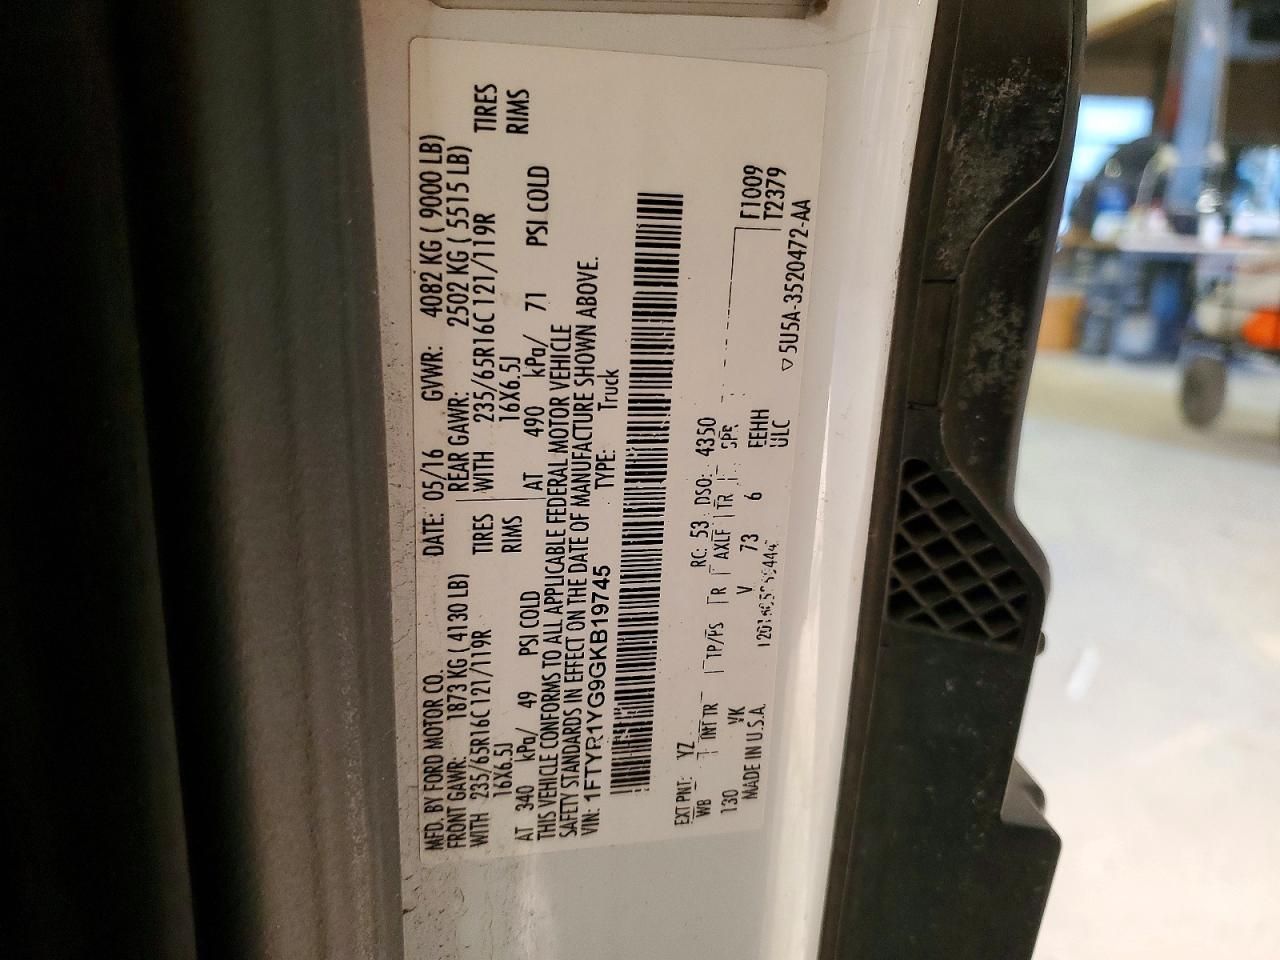 MFD. BY FORD MOTOR CO. DATE: 05/16 GVWR: 4082 KG ( 9000 LB)
FRONT GAWR: 1873 KG ( 4130 LB) REAR GAWR: 2502 KG ( 5515 LB)
WITH 235/65R16C 121/119R TIRES WITH 235/65R16C 121/119R TIRES
16X6.5J RIMS 16X6.5J RIMS
AT 340 kPa/ 49 PSI COLD AT 490 kPa/ 71 PSI COLD
THIS VEHICLE CONFORMS TO ALL APPLICABLE FEDERAL MOTOR VEHICLE
SAFETY STANDARDS IN EFFECT ON THE DATE OF MANUFACTURE SHOWN ABOVE.
VIN: 1FTYR1YG9GKB19745 TYPE: Truck
EXT PNT: YZ RC: 53 DSO: 4350
WB INT TR TP/PS R AXLE TR SPR F1009
130 VK V 73 6 EEHH T2379
MADE IN U.S.A. ULC
5U5A-3520472-AA